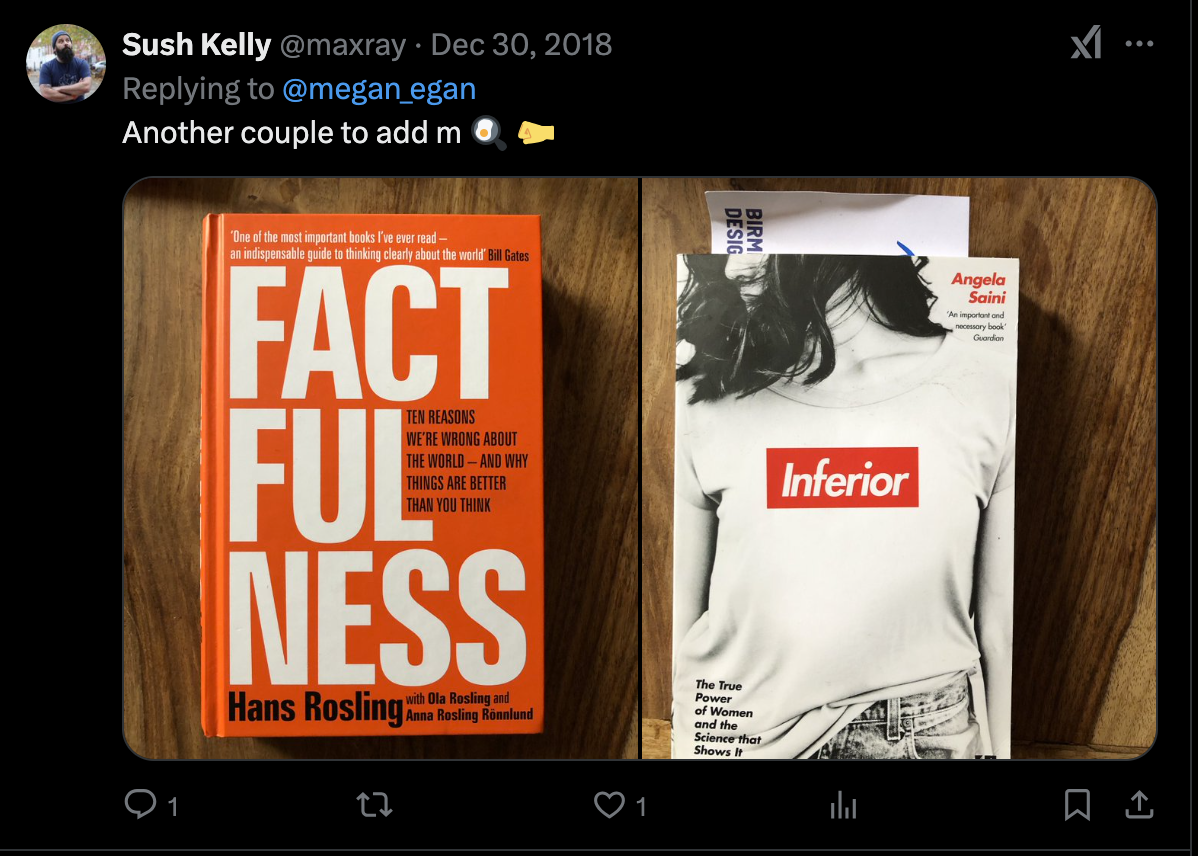 Sush Kelly @maxray · Dec 30, 2018
Replying to @megan_egan
Another couple to add m 🍳 🤛
'One of the most important books I've ever read –
an indispensable guide to thinking clearly about the world' Bill Gates
FACT
FUL
TEN REASONS
WE'RE WRONG ABOUT
THE WORLD – AND WHY
THINGS ARE BETTER
THAN YOU THINK
NESS
Hans Rosling with Ola Rosling and
Anna Rosling Rönnlund
BIRM
DESIG
Angela
Saini
'An important and
necessary book'
Guardian
Inferior
The True
Power
of Women
and the
Science that
Shows It
1
1